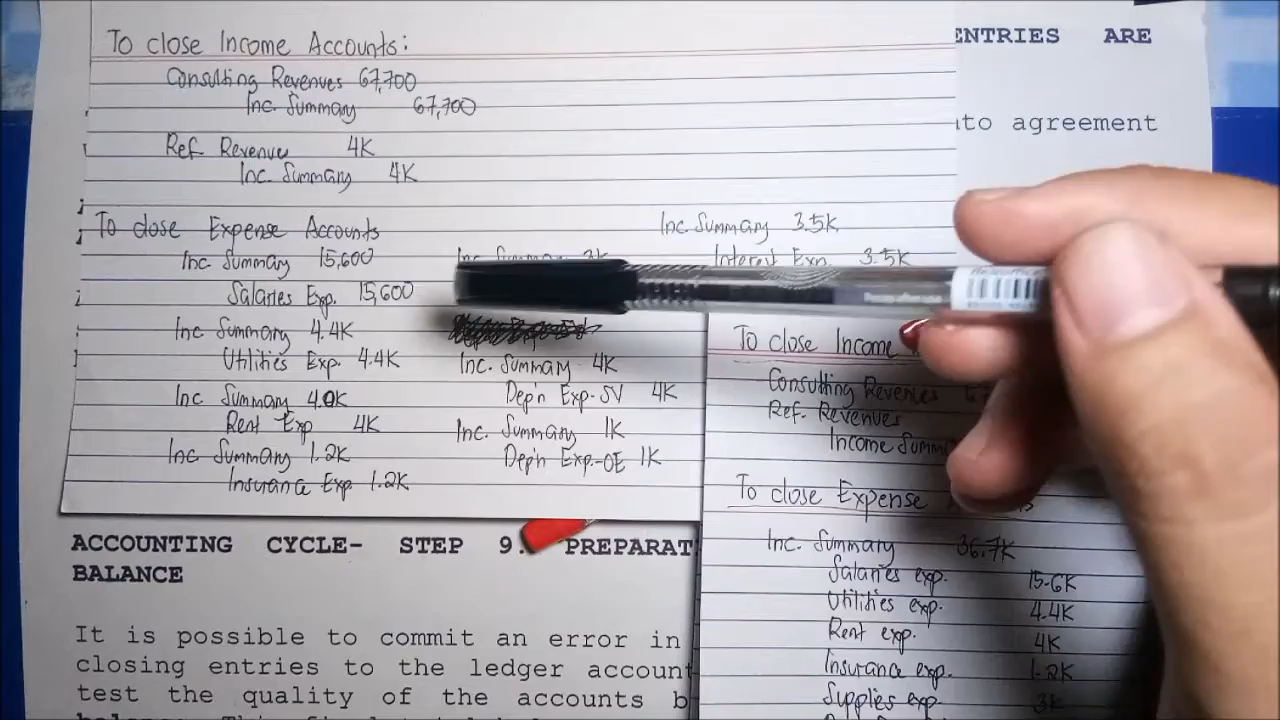 To close Income Accounts:
Consulting Revenues 67,700
Inc. Summary 67,700
Ref. Revenue 4K
Inc. Summary 4K
To close Expense Accounts
Inc. Summary 15,600
Salaries Exp. 15,600
Inc Summary 4.4K
Utilities Exp. 4.4K
Inc Summary 4.0K
Rent Exp 4K
Inc Summary 1.2K
Insurance Exp 1.2K
Inc. Summary 3K
Inc. Summary 4K
Dep'n Exp-SV 4K
Inc. Summary 1K
Dep'n Exp.-OE 1K
Inc. Summary 3.5K
Interest Exp. 3.5K
ENTRIES ARE
agreement
To close Income
Consulting Revenues
Ref. Revenues
Income
To close Expense
Inc. Summary 36.7K
Salaries exp. 15.6K
Utilities exp. 4.4K
Rent exp. 4K
Insurance exp. 1.2K
Supplies exp. 3K
ACCOUNTING CYCLE- STEP 9.
BALANCE
It is possible to commit an error in
closing entries to the ledger
test the quality of the accounts